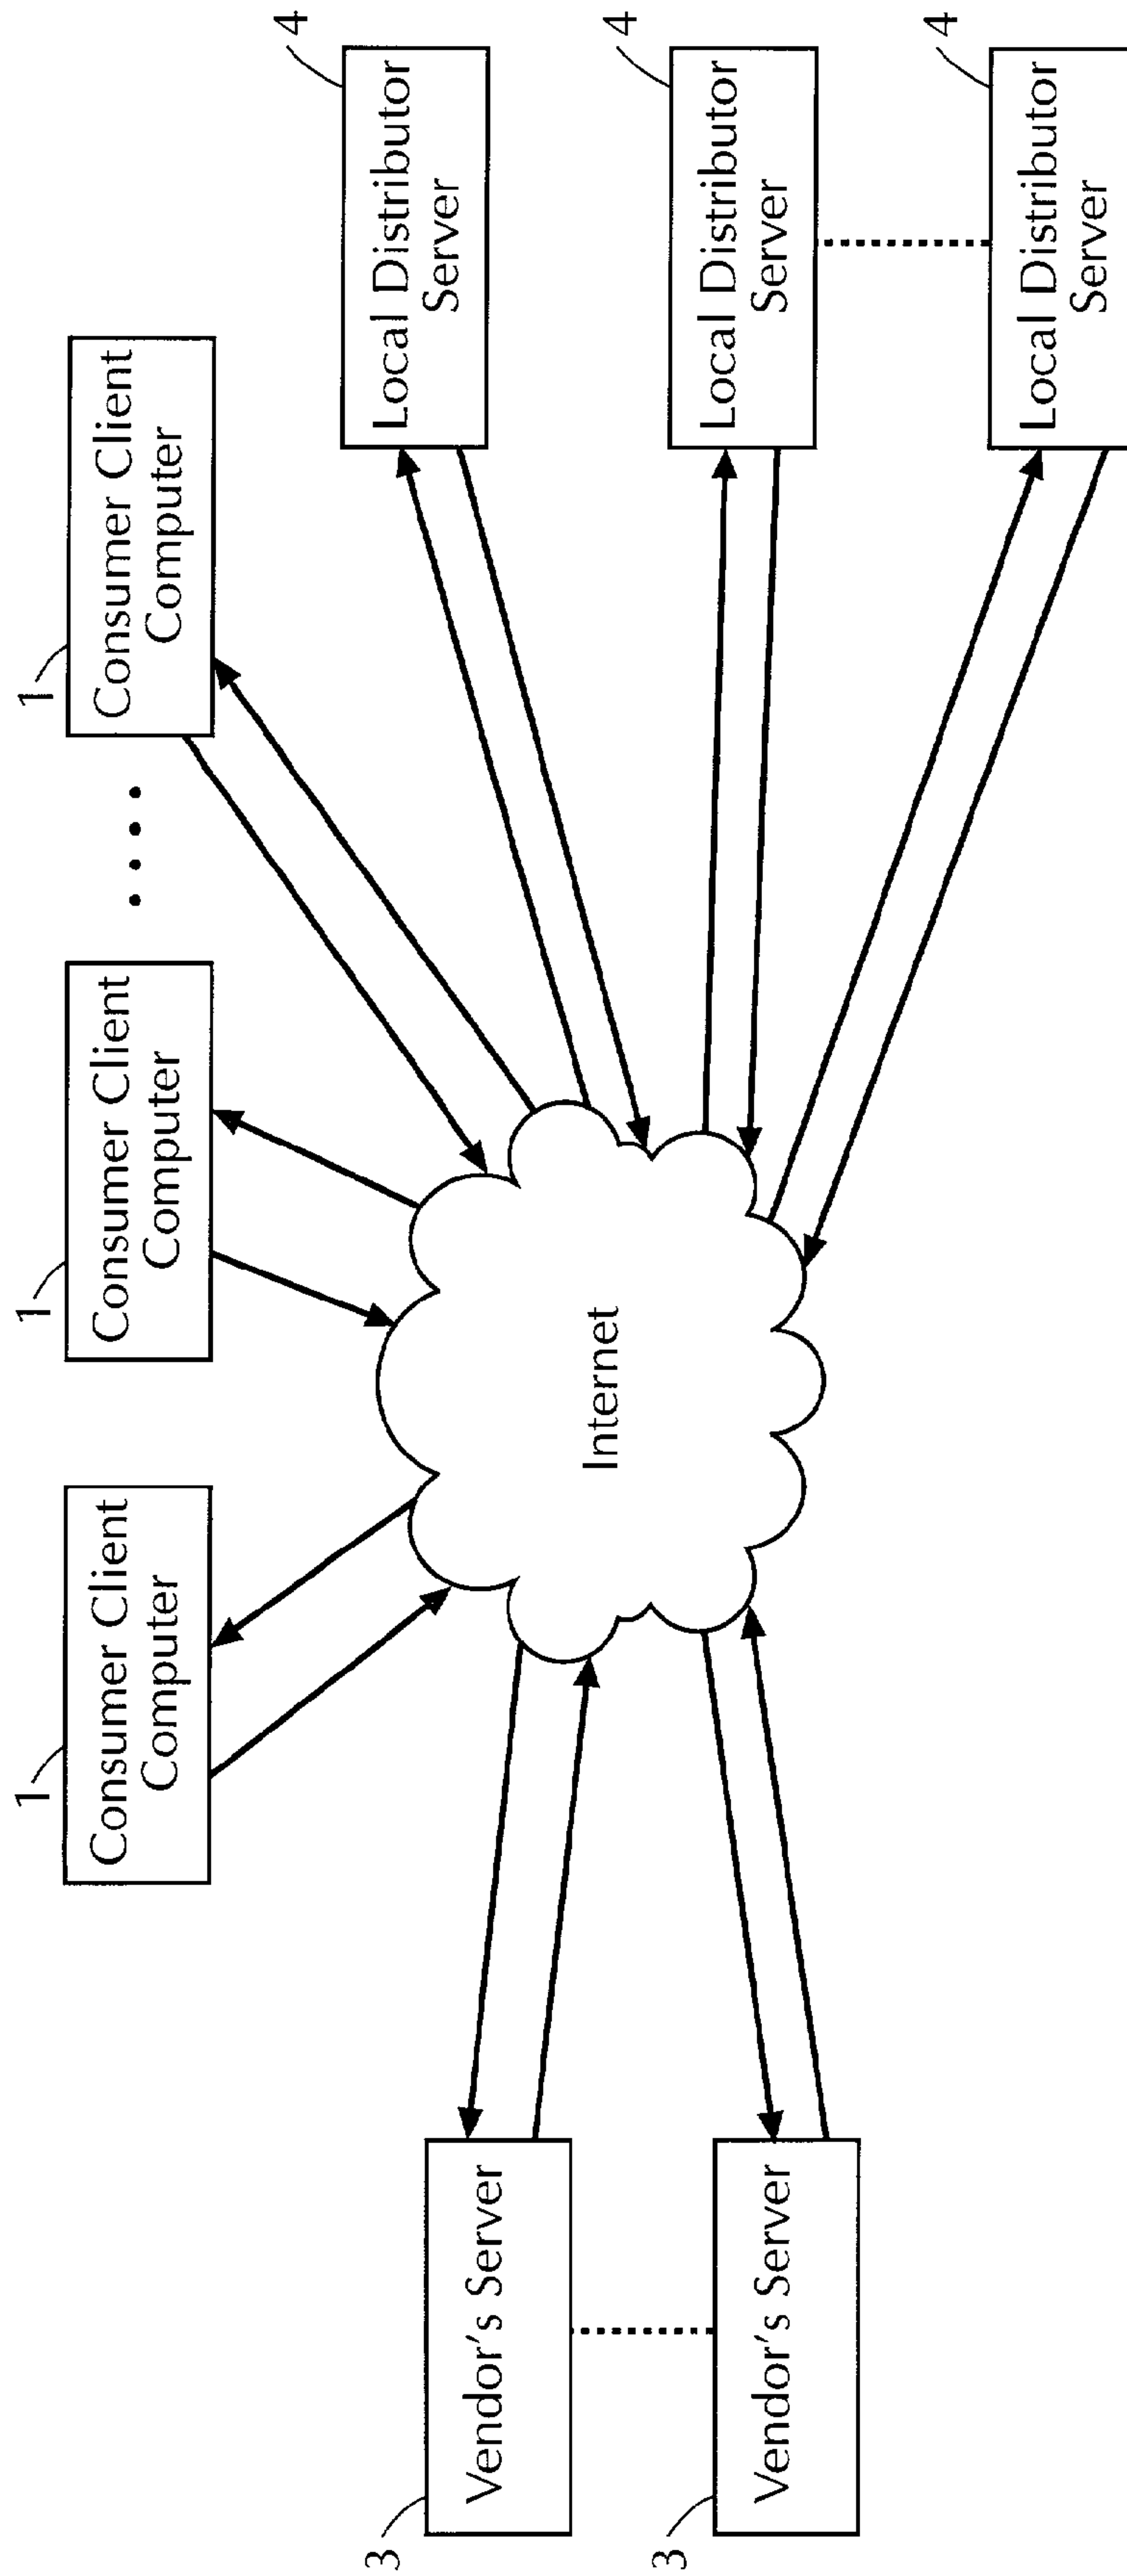 1
Consumer Client
Computer
1
Consumer Client
Computer
....
1
Consumer Client
Computer
4
Local Distributor
Server
3
Vendor's Server
Internet
4
Local Distributor
Server
3
Vendor's Server
4
Local Distributor
Server